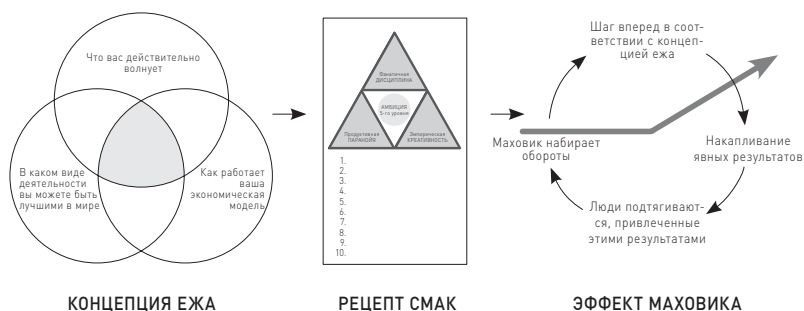 Что вас действительно
волнует
В каком виде
деятельности
вы можете быть
лучшими в мире
Как работает
ваша
экономическая
модель
КОНЦЕПЦИЯ ЕЖА
Фанатичная
ДИСЦИПЛИНА
АМБИЦИЯ
5-го уровня
Продуктивная
ПАРАНОЙЯ
Эмпирическая
КРЕАТИВНОСТЬ
1.
2.
3.
4.
5.
6.
7.
8.
9.
10.
РЕЦЕПТ СМАК
Шаг вперед в соот-
ветствии с концеп-
цией ежа
Накапливание
явных результатов
Люди подтягивают-
ся, привлеченные
этими результатами
Маховик набирает
обороты
ЭФФЕКТ МАХОВИКА